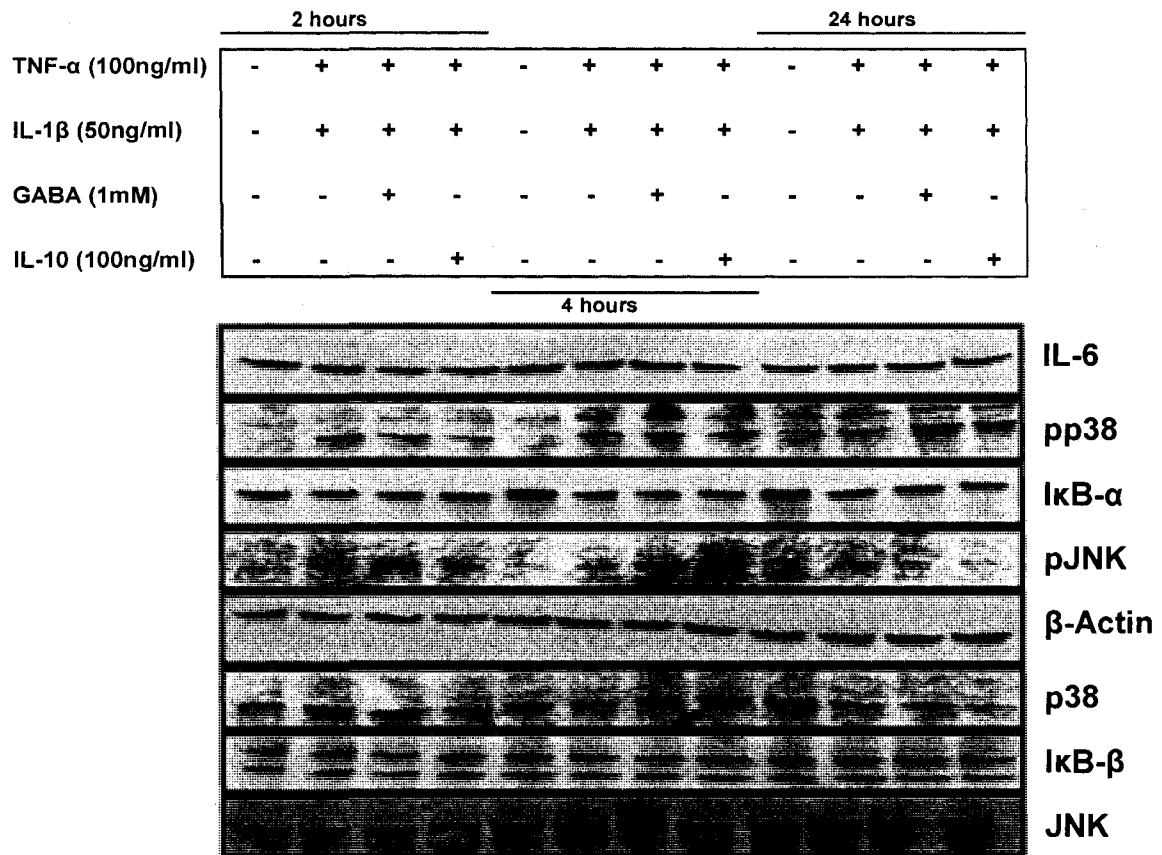 2 hours 24 hours
TNF-α (100ng/ml) - + + + - + + + - + + +
IL-1β (50ng/ml) - + + + - + + + - + + +
GABA (1mM) - - + - - - + - - - + -
IL-10 (100ng/ml) - - - + - - - + - - - +
4 hours
IL-6
pp38
IκB-α
pJNK
β-Actin
p38
IκB-β
JNK